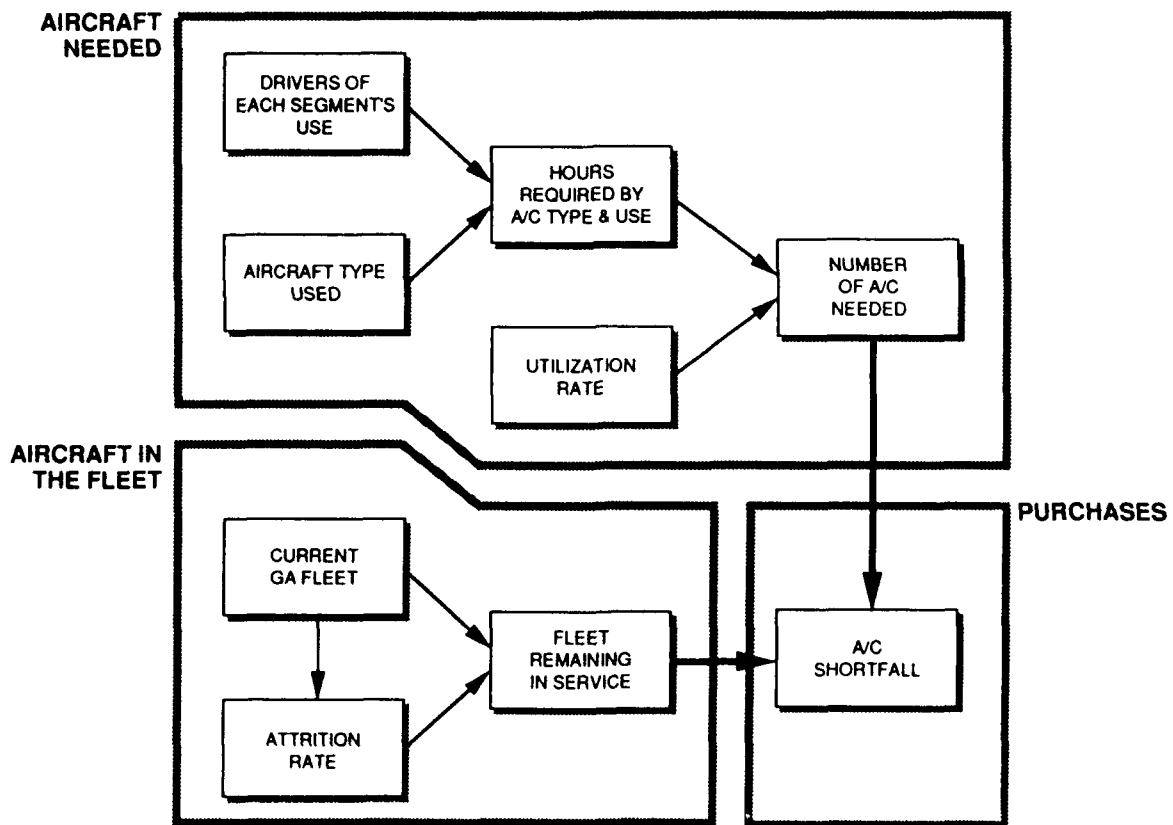 AIRCRAFT
NEEDED
DRIVERS OF
EACH SEGMENT'S
USE
HOURS
REQUIRED BY
A/C TYPE & USE
AIRCRAFT TYPE
USED
NUMBER
OF A/C
NEEDED
UTILIZATION
RATE
AIRCRAFT IN
THE FLEET
PURCHASES
CURRENT
GA FLEET
FLEET
REMAINING
IN SERVICE
A/C
SHORTFALL
ATTRITION
RATE